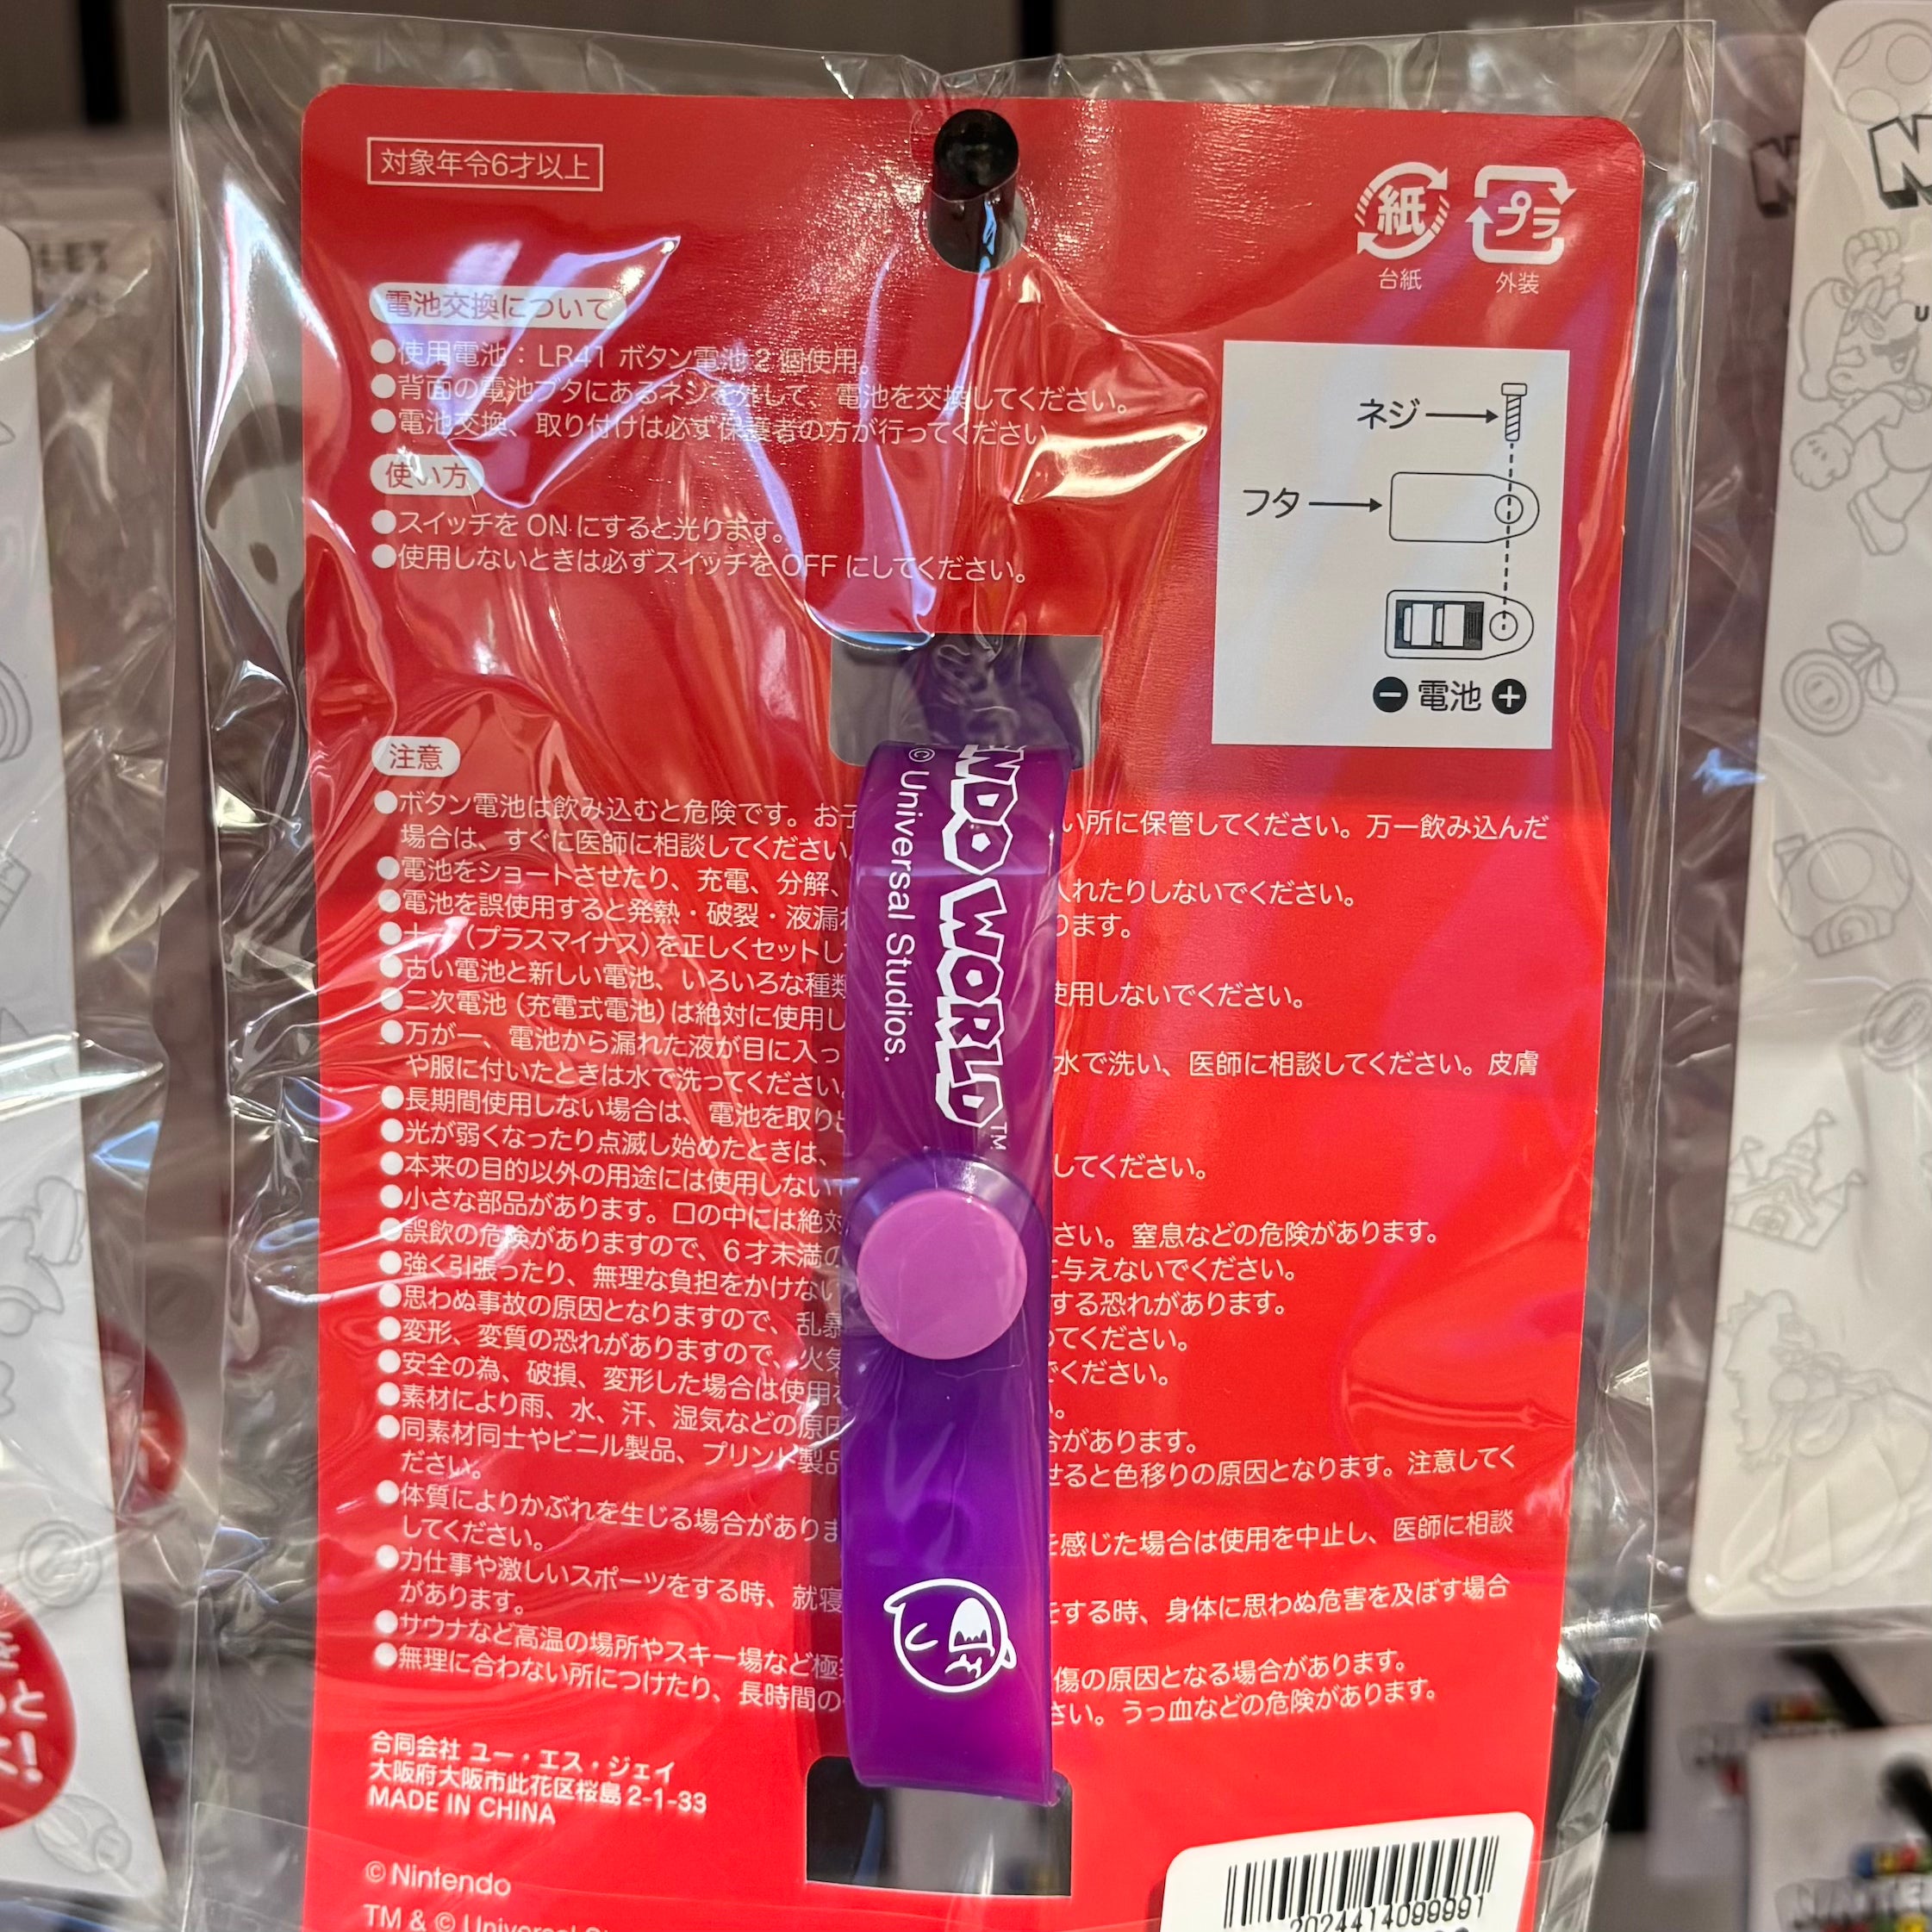 対象年令6才以上
紙
プラ
台紙
外装
電池交換について
●使用電池：LR41 ボタン電池2個使用。
●背面の電池フタにあるネジを外して、電池を交換してください。
●電池交換、取り付けは必ず保護者の方が行ってください
使い方
●スイッチを ON にすると光ります。
●使用しないときは必ずスイッチを OFF にしてください。
ネジ
フタ
− 電池 +
注意
●ボタン電池は飲み込むと危険です。お子 い所に保管してください。万一飲み込んだ
場合は、すぐに医師に相談してください
●電池をショートさせたり、充電、分解、 入れたりしないでください。
●電池を誤使用すると発熱・破裂・液漏れ ります。
●＋－（プラスマイナス）を正しくセットし
●古い電池と新しい電池、いろいろな種類 使用しないでください。
●二次電池（充電式電池）は絶対に使用し
●万が一、電池から漏れた液が目に入っ 水で洗い、医師に相談してください。皮膚
や服に付いたときは水で洗ってください。
●長期間使用しない場合は、電池を取り出
●光が弱くなったり点滅し始めたときは、 してください。
●本来の目的以外の用途には使用しない
●小さな部品があります。口の中には絶対 さい。窒息などの危険があります。
●誤飲の危険がありますので、6才未満の に与えないでください。
●強く引張ったり、無理な負担をかけない する恐れがあります。
●思わぬ事故の原因となりますので、乱暴 めてください。
●変形、変質の恐れがありますので、火気 でください。
●安全の為、破損、変形した場合は使用を 。
●素材により雨、水、汗、湿気などの原因 合があります。
●同素材同士やビニル製品、プリント製品 せると色移りの原因となります。注意してく
ださい。
●体質によりかぶれを生じる場合がありま を感じた場合は使用を中止し、医師に相談
してください。
●力仕事や激しいスポーツをする時、就寝 をする時、身体に思わぬ危害を及ぼす場合
があります。
●サウナなど高温の場所やスキー場など極 傷の原因となる場合があります。
●無理に合わない所につけたり、長時間の さい。うっ血などの危険があります。
NDO WORLD™
© Universal Studios.
合同会社 ユー・エス・ジェイ
大阪府大阪市此花区桜島 2-1-33
MADE IN CHINA
© Nintendo
TM & © Universal
2024414099991